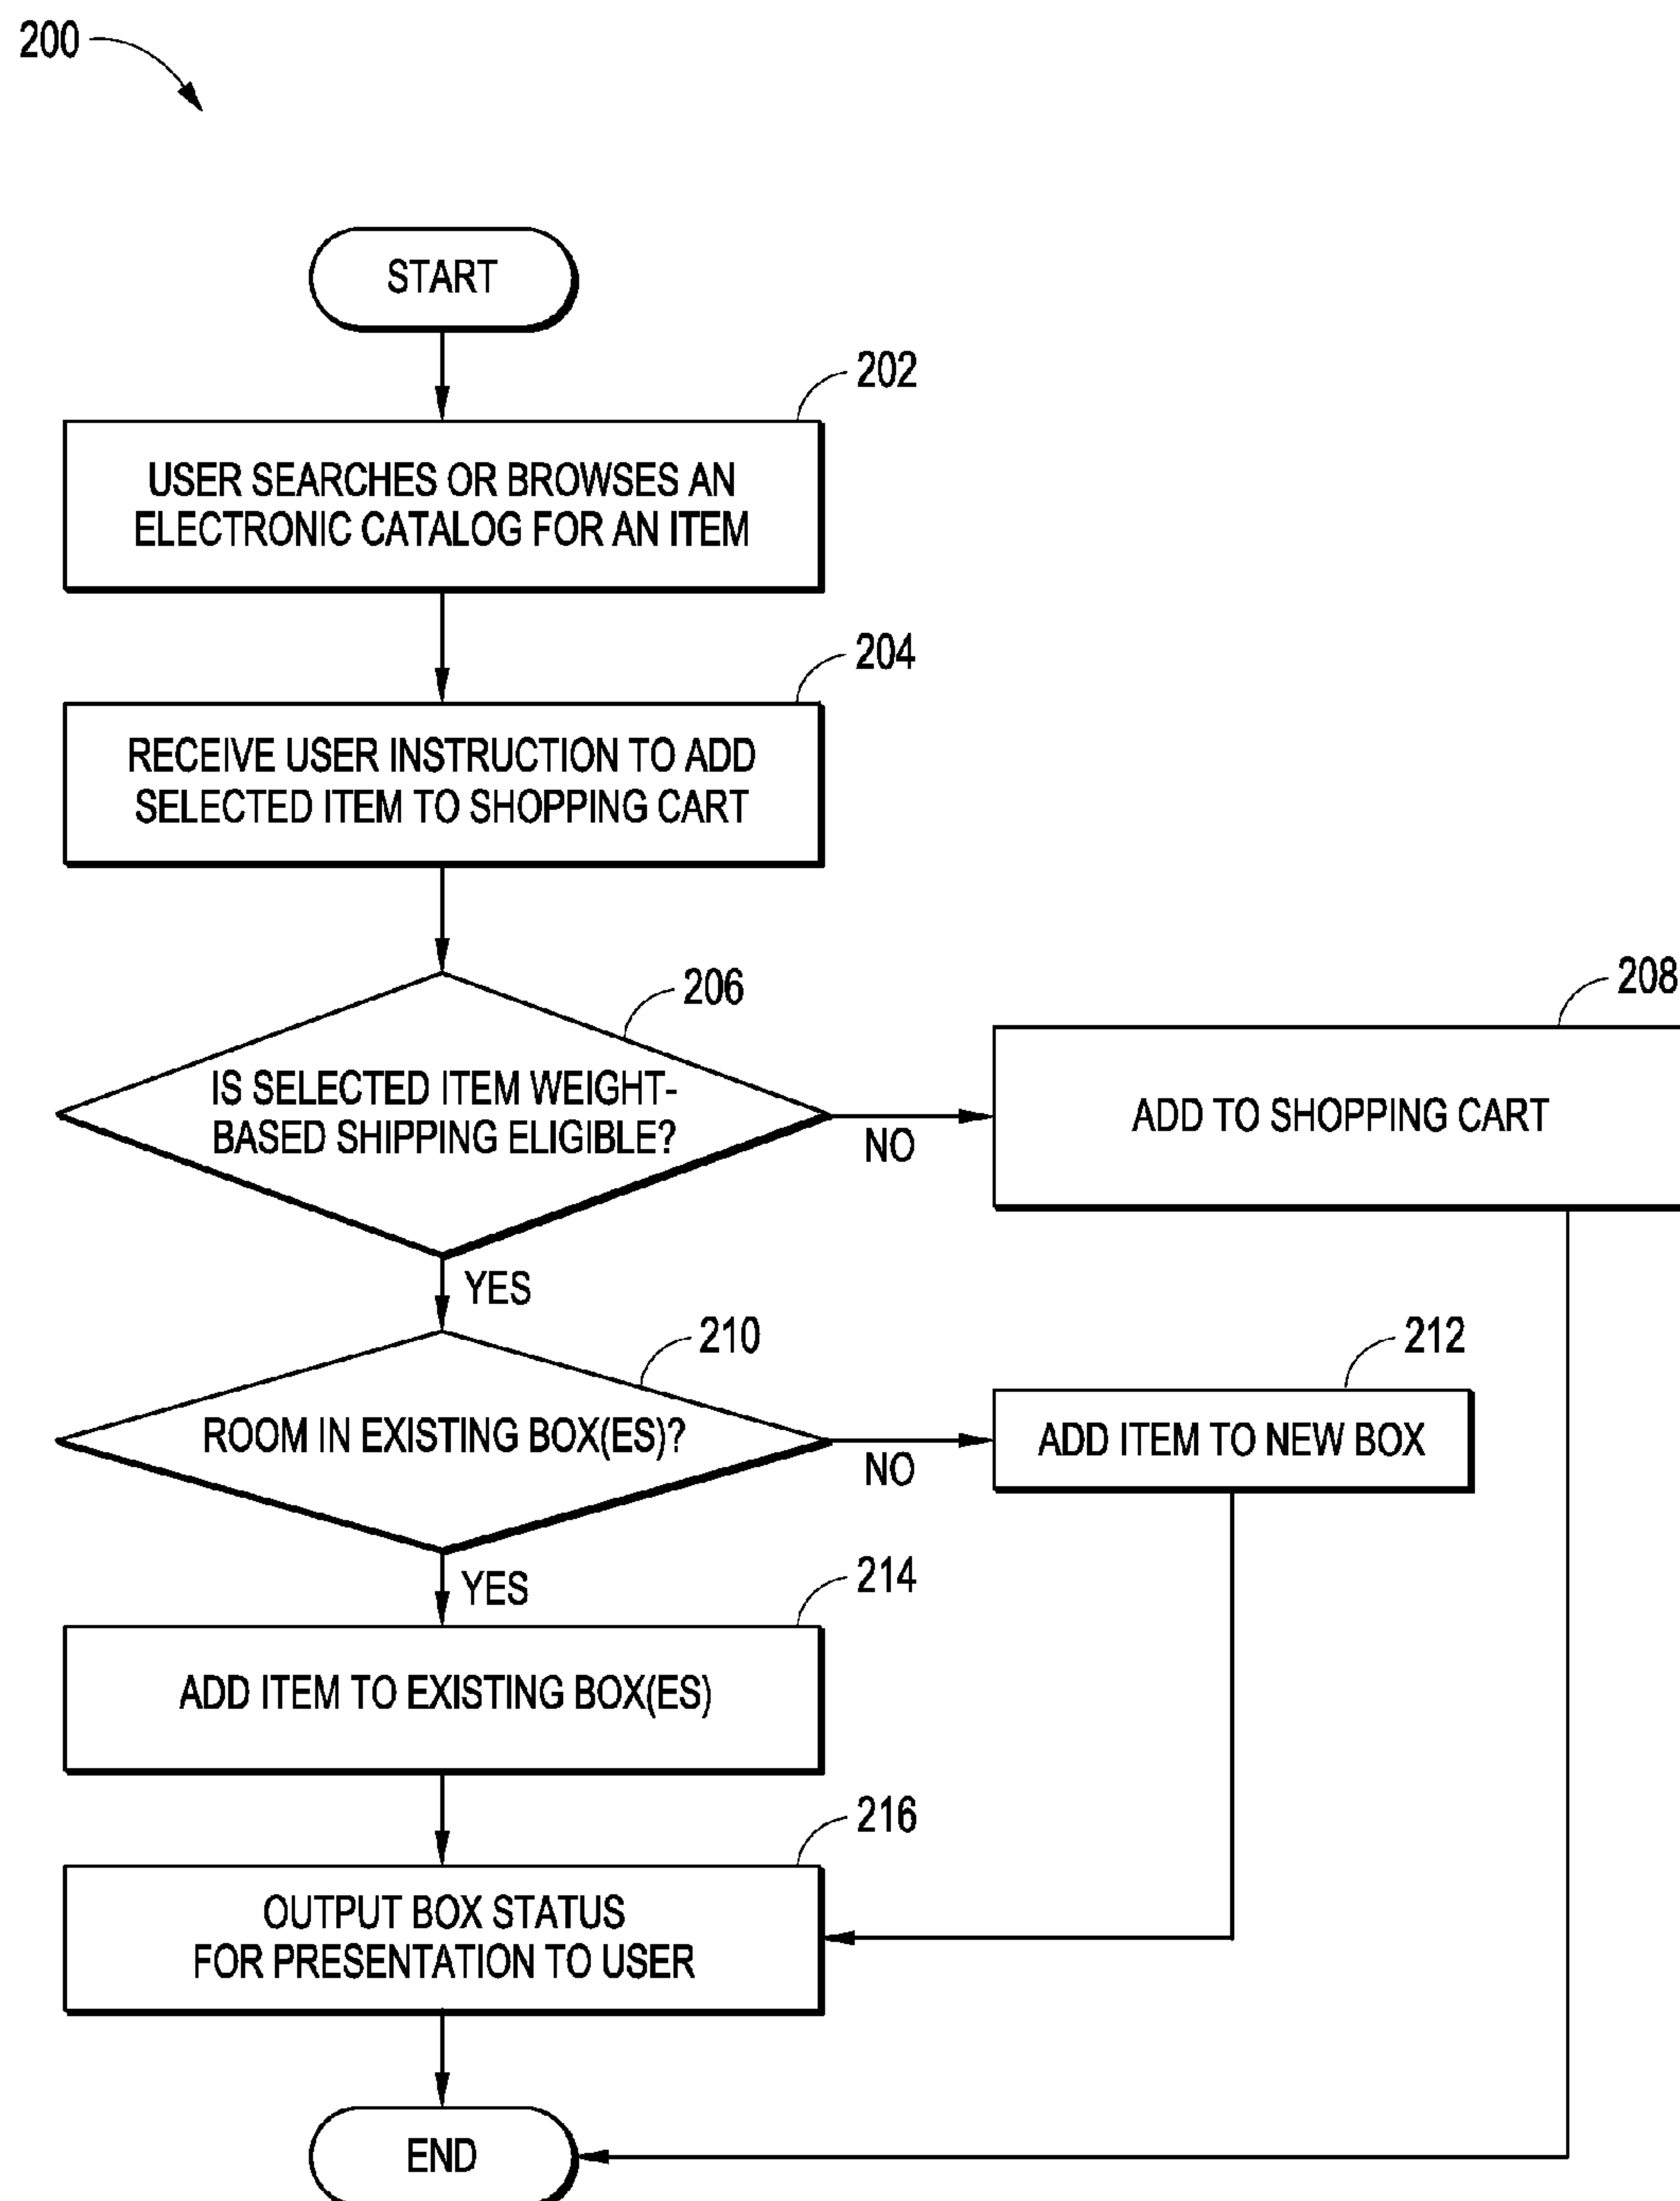 200
START
202
USER SEARCHES OR BROWSES AN
ELECTRONIC CATALOG FOR AN ITEM
204
RECEIVE USER INSTRUCTION TO ADD
SELECTED ITEM TO SHOPPING CART
206
IS SELECTED ITEM WEIGHT-
BASED SHIPPING ELIGIBLE?
NO
208
ADD TO SHOPPING CART
YES
210
ROOM IN EXISTING BOX(ES)?
NO
212
ADD ITEM TO NEW BOX
YES
214
ADD ITEM TO EXISTING BOX(ES)
216
OUTPUT BOX STATUS
FOR PRESENTATION TO USER
END